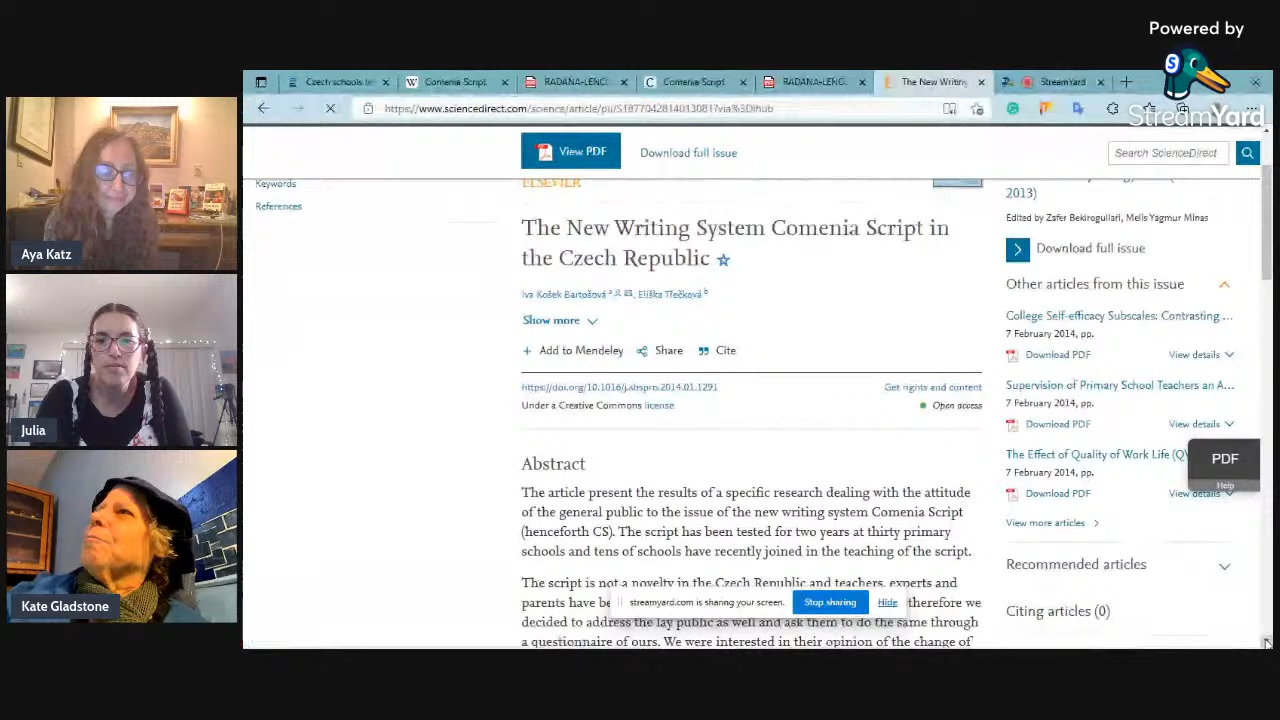 Powered by
StreamYard
Czech schools te
Comenia Script
RADANA-LENC
Comenia Script
RADANA-LENC
The New Writing
StreamYard
View PDF
Download full issue
Search ScienceDirect
Keywords
References
ELSEVIER
The New Writing System Comenia Script in
the Czech Republic
Iva Košek Bartošová a, Eliška Třečková b
Show more
Add to Mendeley Share Cite
https://doi.org/10.1016/j.sbspro.2014.01.1291
Get rights and content
Under a Creative Commons license
Open access
Abstract
The article present the results of a specific research dealing with the attitude
of the general public to the issue of the new writing system Comenia Script
(henceforth CS). The script has been tested for two years at thirty primary
schools and tens of schools have recently joined in the teaching of the script.
The script is not a novelty in the Czech Republic and teachers, experts and
parents have be therefore we
decided to address the lay public as well and ask them to do the same through
a questionnaire of ours. We were interested in their opinion of the change of
streamyard.com is sharing your screen.
Stop sharing
Hide
2013)
Edited by Zafer Bekirogullari, Melis Yagmur Minas
Download full issue
Other articles from this issue
College Self-efficacy Subscales: Contrasting ...
7 February 2014, pp.
Download PDF View details
Supervision of Primary School Teachers an A...
7 February 2014, pp.
Download PDF View details
The Effect of Quality of Work Life (QV
7 February 2014, pp.
Download PDF View details
View more articles
PDF
Help
Recommended articles
Citing articles (0)
Aya Katz
Julia
Kate Gladstone